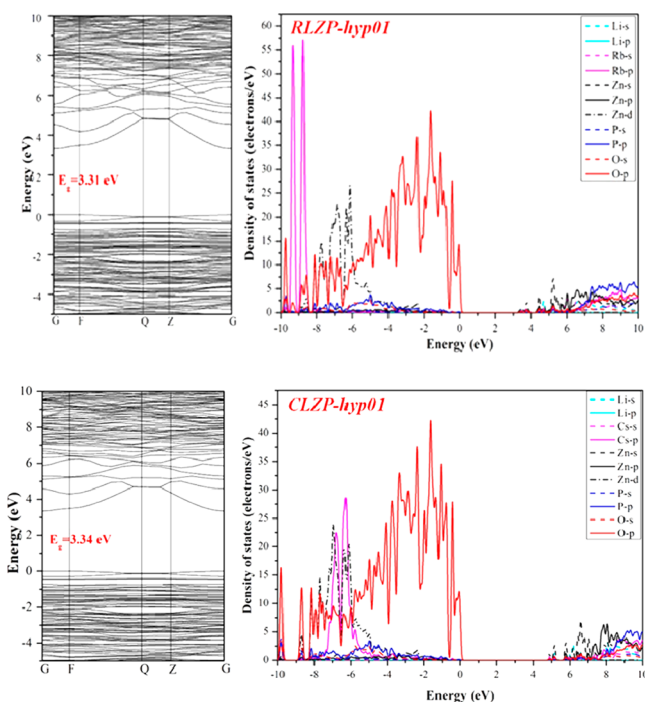 RLZP-hyp01
Energy (eV)
10
8
6
4
2
0
-2
-4
E_g=3.31 eV
G F Q Z G
Density of states (electrons/eV)
60
55
50
45
40
35
30
25
20
15
10
5
0
-10 -8 -6 -4 -2 0 2 4 6 8 10
Energy (eV)
Li-s
Li-p
Rb-s
Rb-p
Zn-s
Zn-p
Zn-d
P-s
P-p
O-s
O-p
CLZP-hyp01
Energy (eV)
10
8
6
4
2
0
-2
-4
E_g=3.34 eV
G F Q Z G
Density of states (electrons/eV)
45
40
35
30
25
20
15
10
5
0
-10 -8 -6 -4 -2 0 2 4 6 8 10
Energy (eV)
Li-s
Li-p
Cs-s
Cs-p
Zn-s
Zn-p
Zn-d
P-s
P-p
O-s
O-p